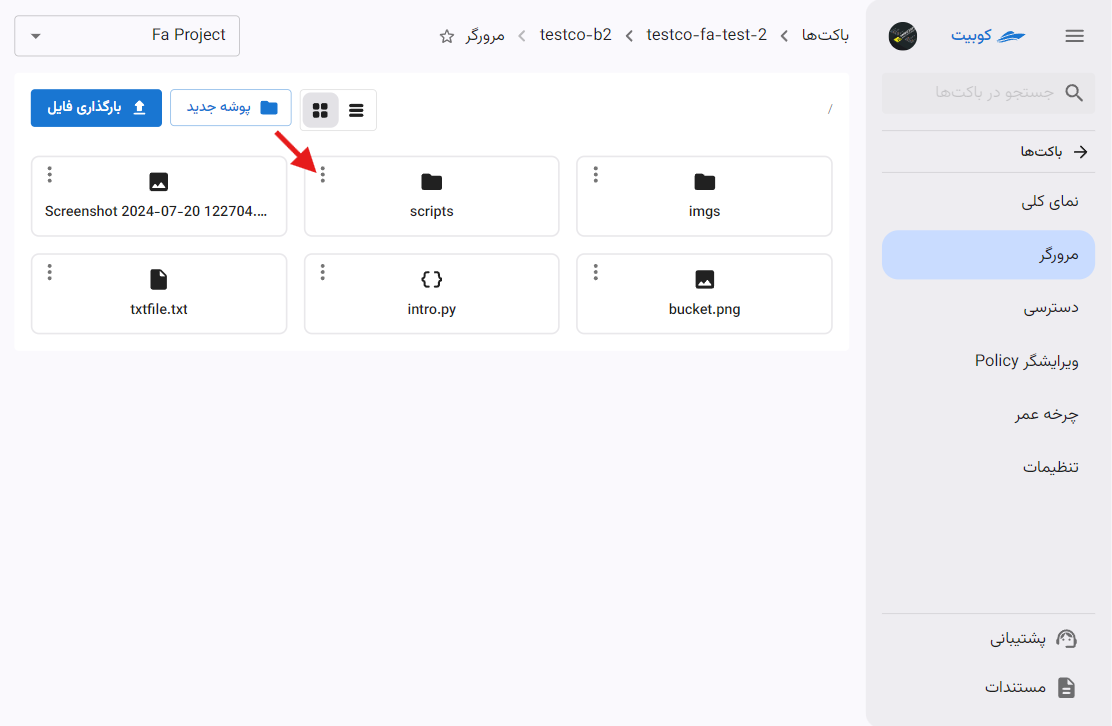 کوبیت
جستجو در باکت‌ها
باکت‌ها
نمای کلی
مرورگر
دسترسی
ویرایشگر Policy
چرخه عمر
تنظیمات
پشتیبانی
مستندات
باکت‌ها < testco-fa-test-2 < testco-b2 < مرورگر
Fa Project
/
پوشه جدید
بارگذاری فایل
imgs
scripts
Screenshot 2024-07-20 122704....
bucket.png
intro.py
txtfile.txt